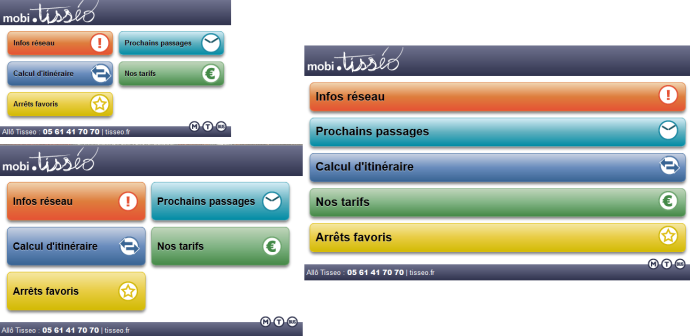 mobi.tisséo
Infos réseau
Prochains passages
Calcul d'itinéraire
Nos tarifs
€
Arrêts favoris
M T BUS
Allô Tisseo : 05 61 41 70 70 | tisseo.fr
mobi.tisséo
Infos réseau
Prochains passages
Calcul d'itinéraire
Nos tarifs
€
Arrêts favoris
M T BUS
Allô Tisseo : 05 61 41 70 70 | tisseo.fr
mobi.tisséo
Infos réseau
Prochains passages
Calcul d'itinéraire
Nos tarifs
€
Arrêts favoris
M T BUS
Allô Tisseo : 05 61 41 70 70 | tisseo.fr